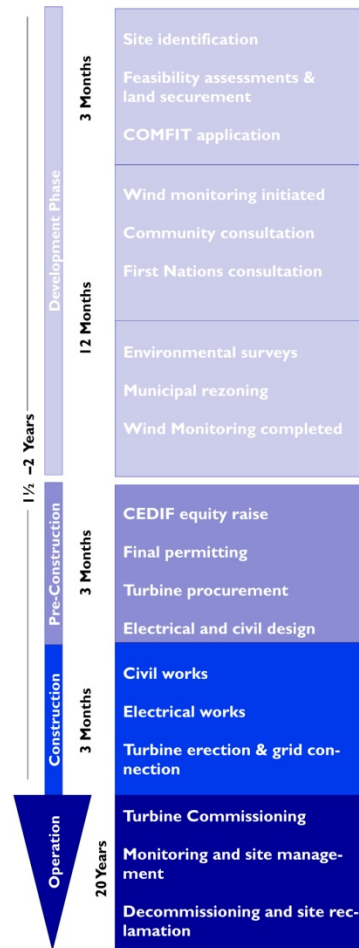 1½ –2 Years
Development Phase
3 Months
Site identification
Feasibility assessments &
land securement
COMFIT application
12 Months
Wind monitoring initiated
Community consultation
First Nations consultation
Environmental surveys
Municipal rezoning
Wind Monitoring completed
Pre-Construction
3 Months
CEDIF equity raise
Final permitting
Turbine procurement
Electrical and civil design
Construction
3 Months
Civil works
Electrical works
Turbine erection & grid con-
nection
Operation
20 Years
Turbine Commissioning
Monitoring and site manage-
ment
Decommissioning and site rec-
lamation